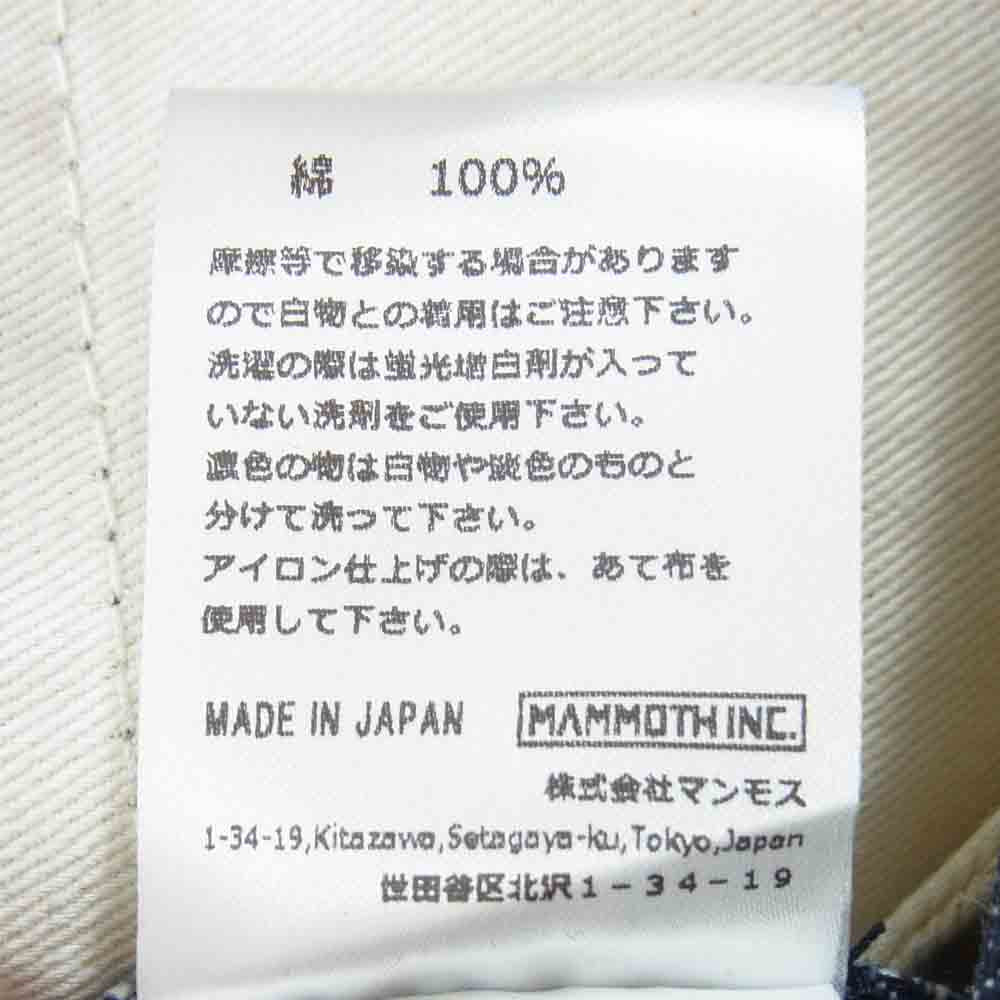 綿 100%
摩擦等で移染する場合があります
ので白物との着用はご注意下さい。
洗濯の際は蛍光増白剤が入って
いない洗剤をご使用下さい。
濃色の物は白物や淡色のものと
分けて洗って下さい。
アイロン仕上げの際は、あて布を
使用して下さい。
MADE IN JAPAN MAMMOTH INC.
株式会社マンモス
1-34-19,Kitazawa,Setagaya-ku,Tokyo,Japan
世田谷区北沢1-34-19